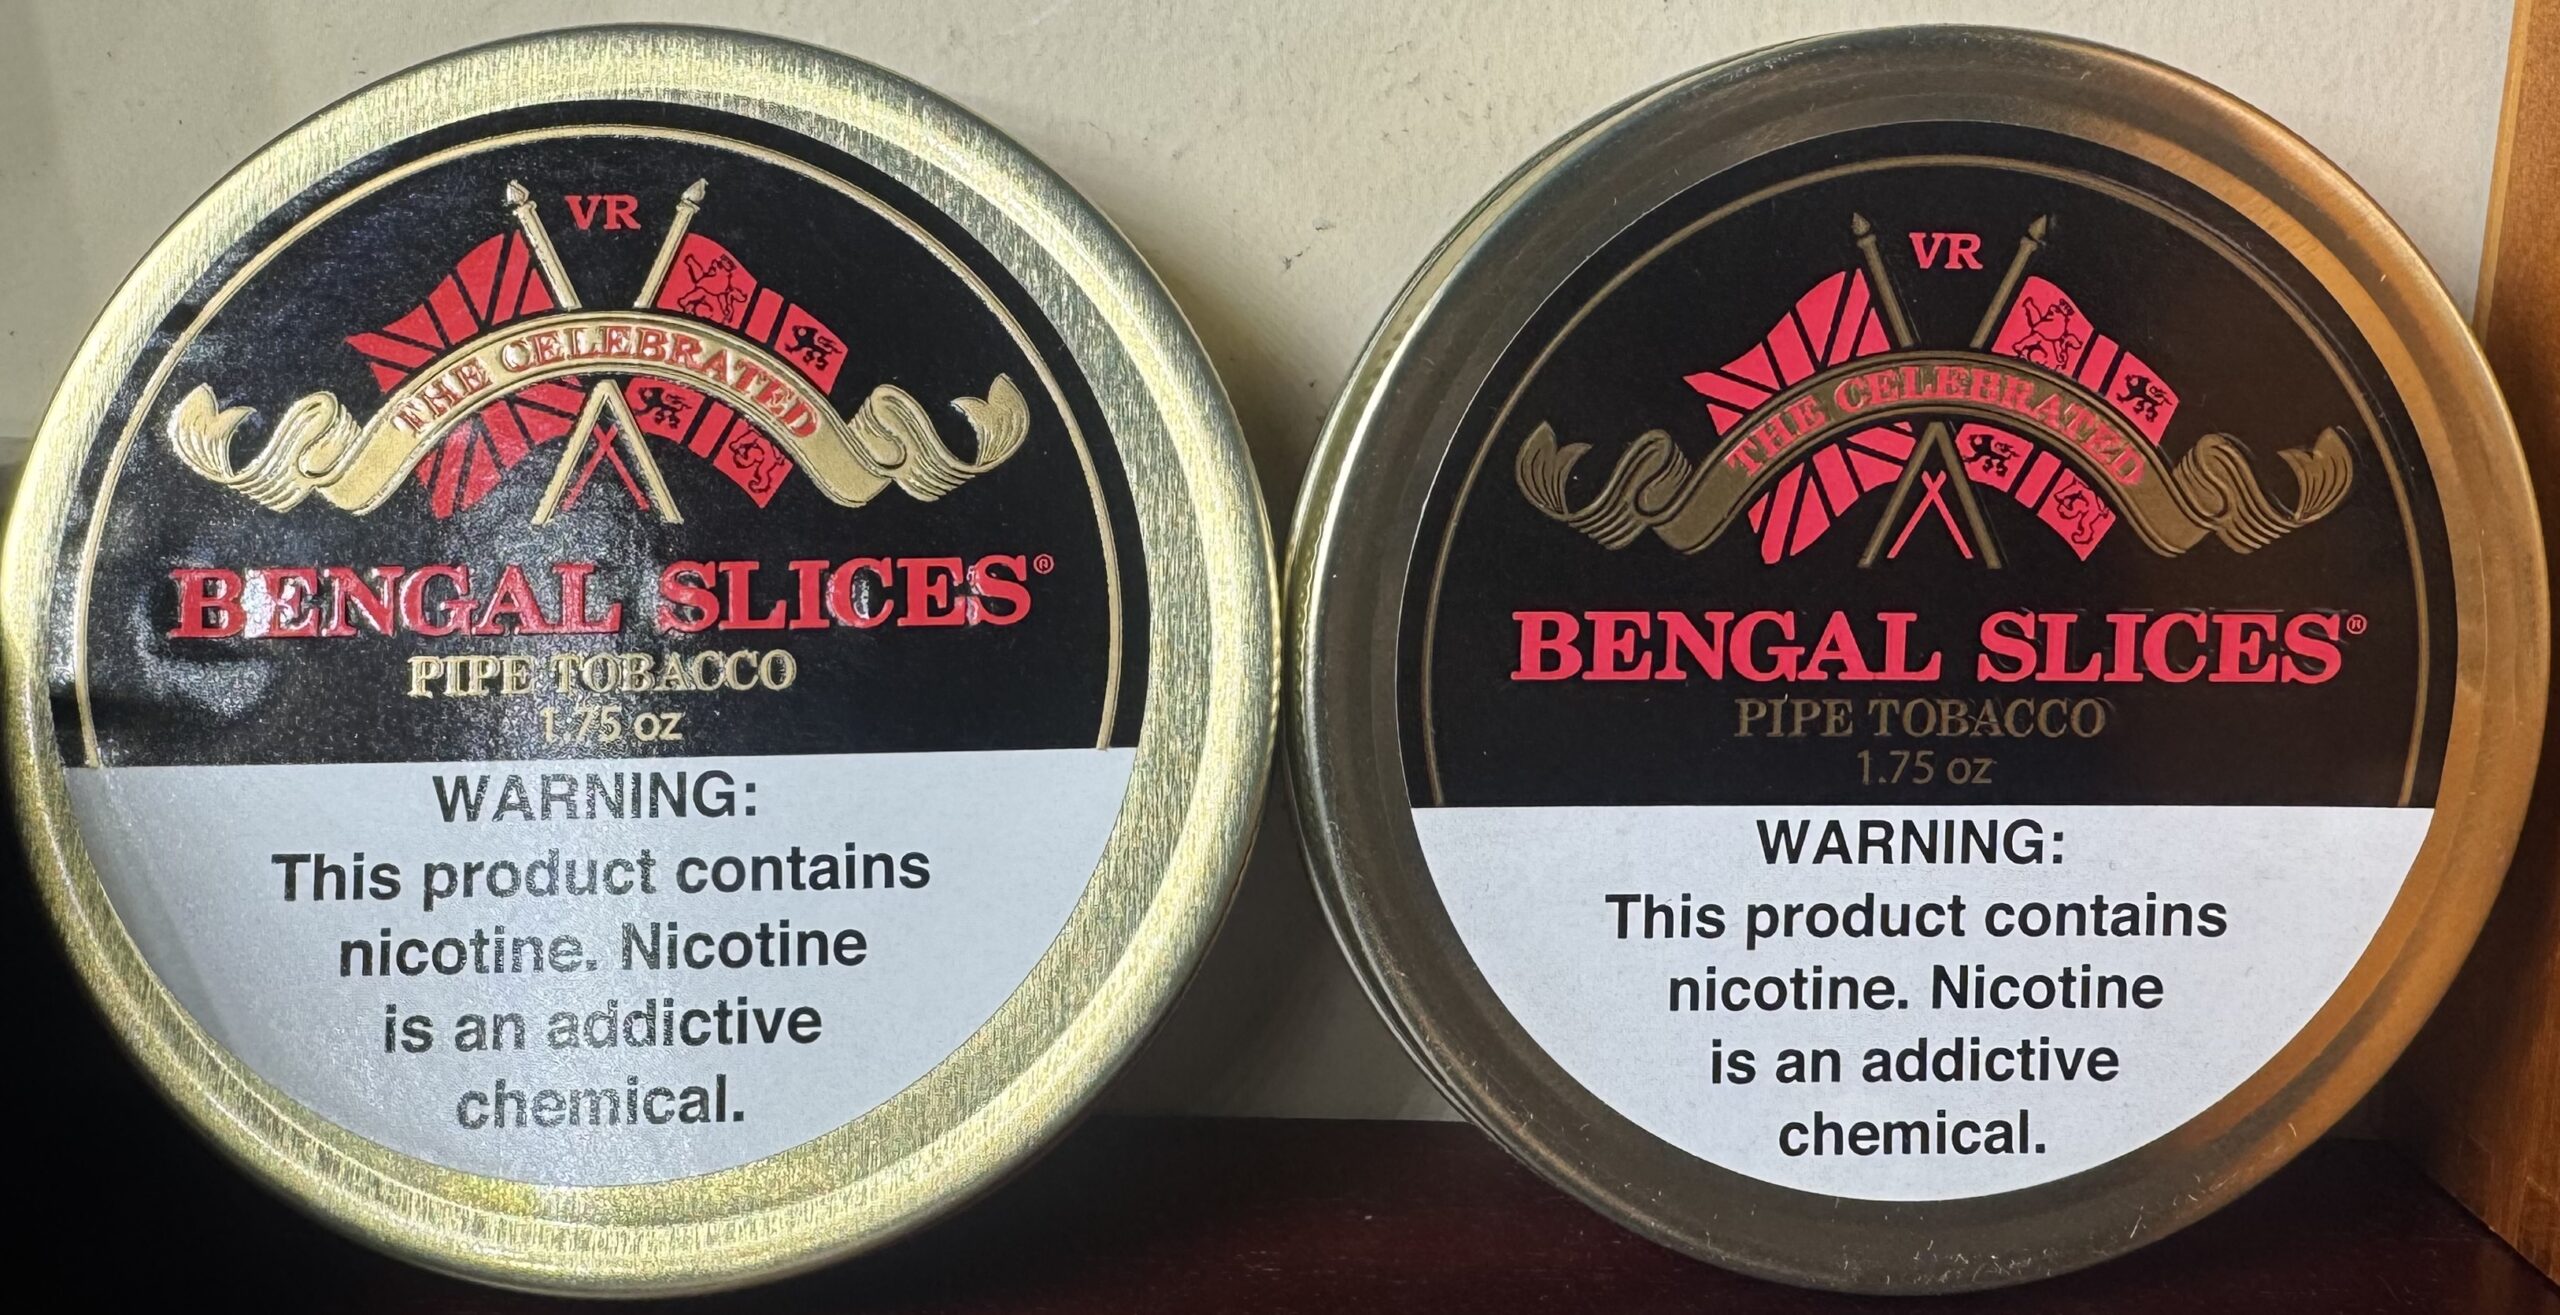 VR
THE CELEBRATED
BENGAL SLICES®
PIPE TOBACCO
1.75 oz
WARNING:
This product contains
nicotine. Nicotine
is an addictive
chemical.
VR
THE CELEBRATED
BENGAL SLICES®
PIPE TOBACCO
1.75 oz
WARNING:
This product contains
nicotine. Nicotine
is an addictive
chemical.